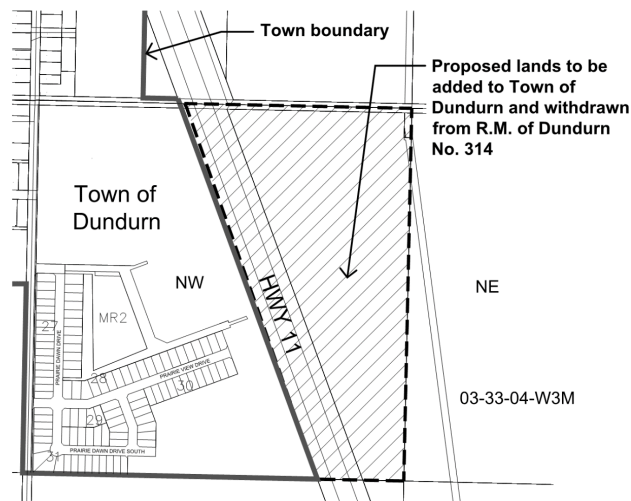 Town boundary
Proposed lands to be
added to Town of
Dundurn and withdrawn
from R.M. of Dundurn
No. 314
Town of
Dundurn
NW
HWY 11
NE
MR2
27
PRAIRIE DAWN DRIVE
28
PRAIRIE VIEW DRIVE
30
29
03-33-04-W3M
PRAIRIE DAWN DRIVE SOUTH
31